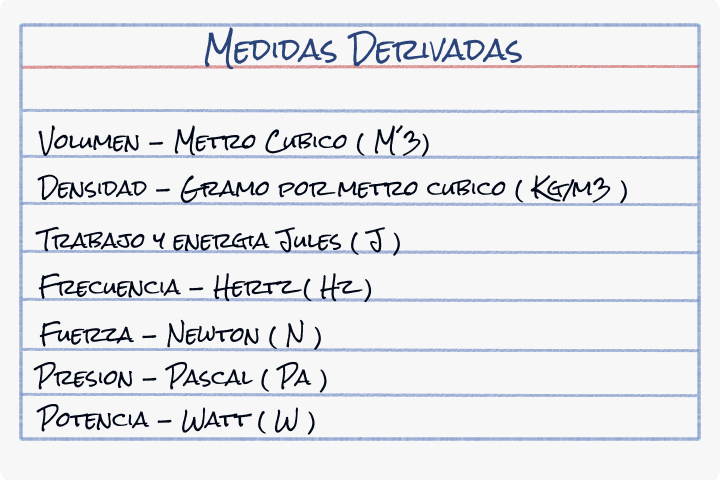 Medidas Derivadas
Volumen - Metro Cubico ( M´3)
Densidad - Gramo por metro cubico ( Kg/m3 )
Trabajo y energia Jules ( J )
Frecuencia - Hertz ( Hz)
Fuerza - Newton ( N )
Presion - Pascal ( Pa )
Potencia - Watt ( W )